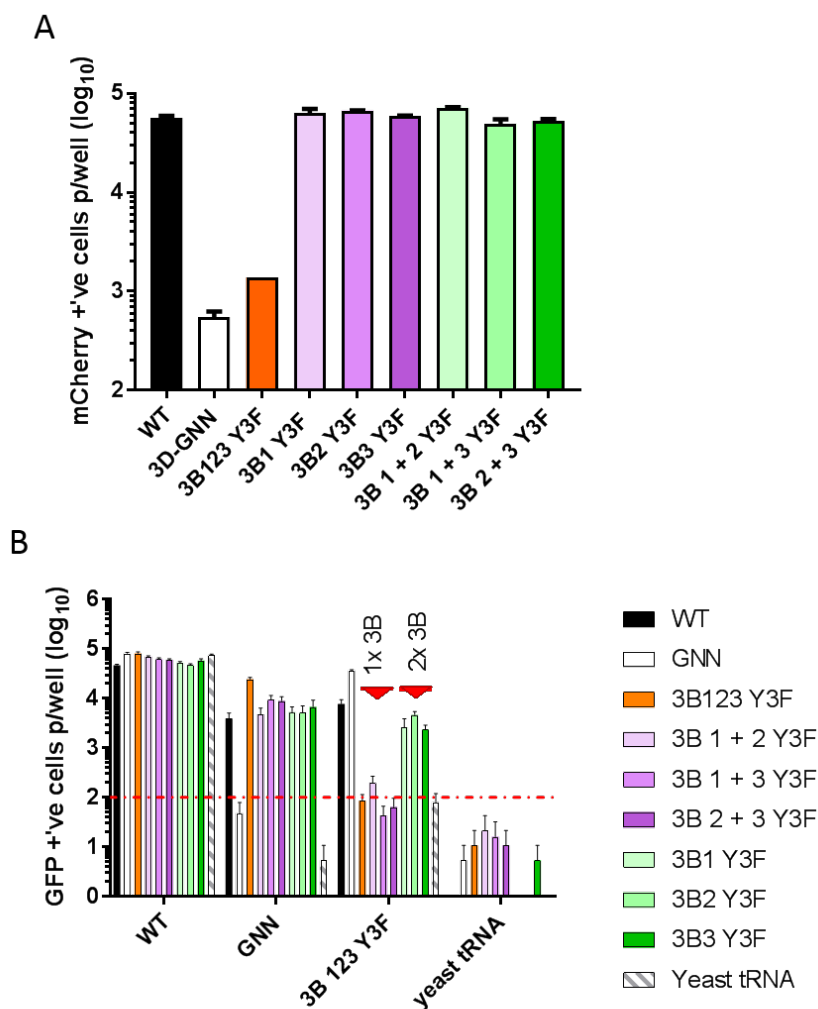 A
mCherry +'ve cells p/well (log10)
5
4
3
2
WT
3D-GNN
3B123 Y3F
3B1 Y3F
3B2 Y3F
3B3 Y3F
3B 1 + 2 Y3F
3B 1 + 3 Y3F
3B 2 + 3 Y3F
B
GFP +'ve cells p/well (log10)
6
5
4
3
2
1
0
1x 3B
2x 3B
WT
GNN
3B 123 Y3F
yeast tRNA
WT
GNN
3B123 Y3F
3B 1 + 2 Y3F
3B 1 + 3 Y3F
3B 2 + 3 Y3F
3B1 Y3F
3B2 Y3F
3B3 Y3F
Yeast tRNA